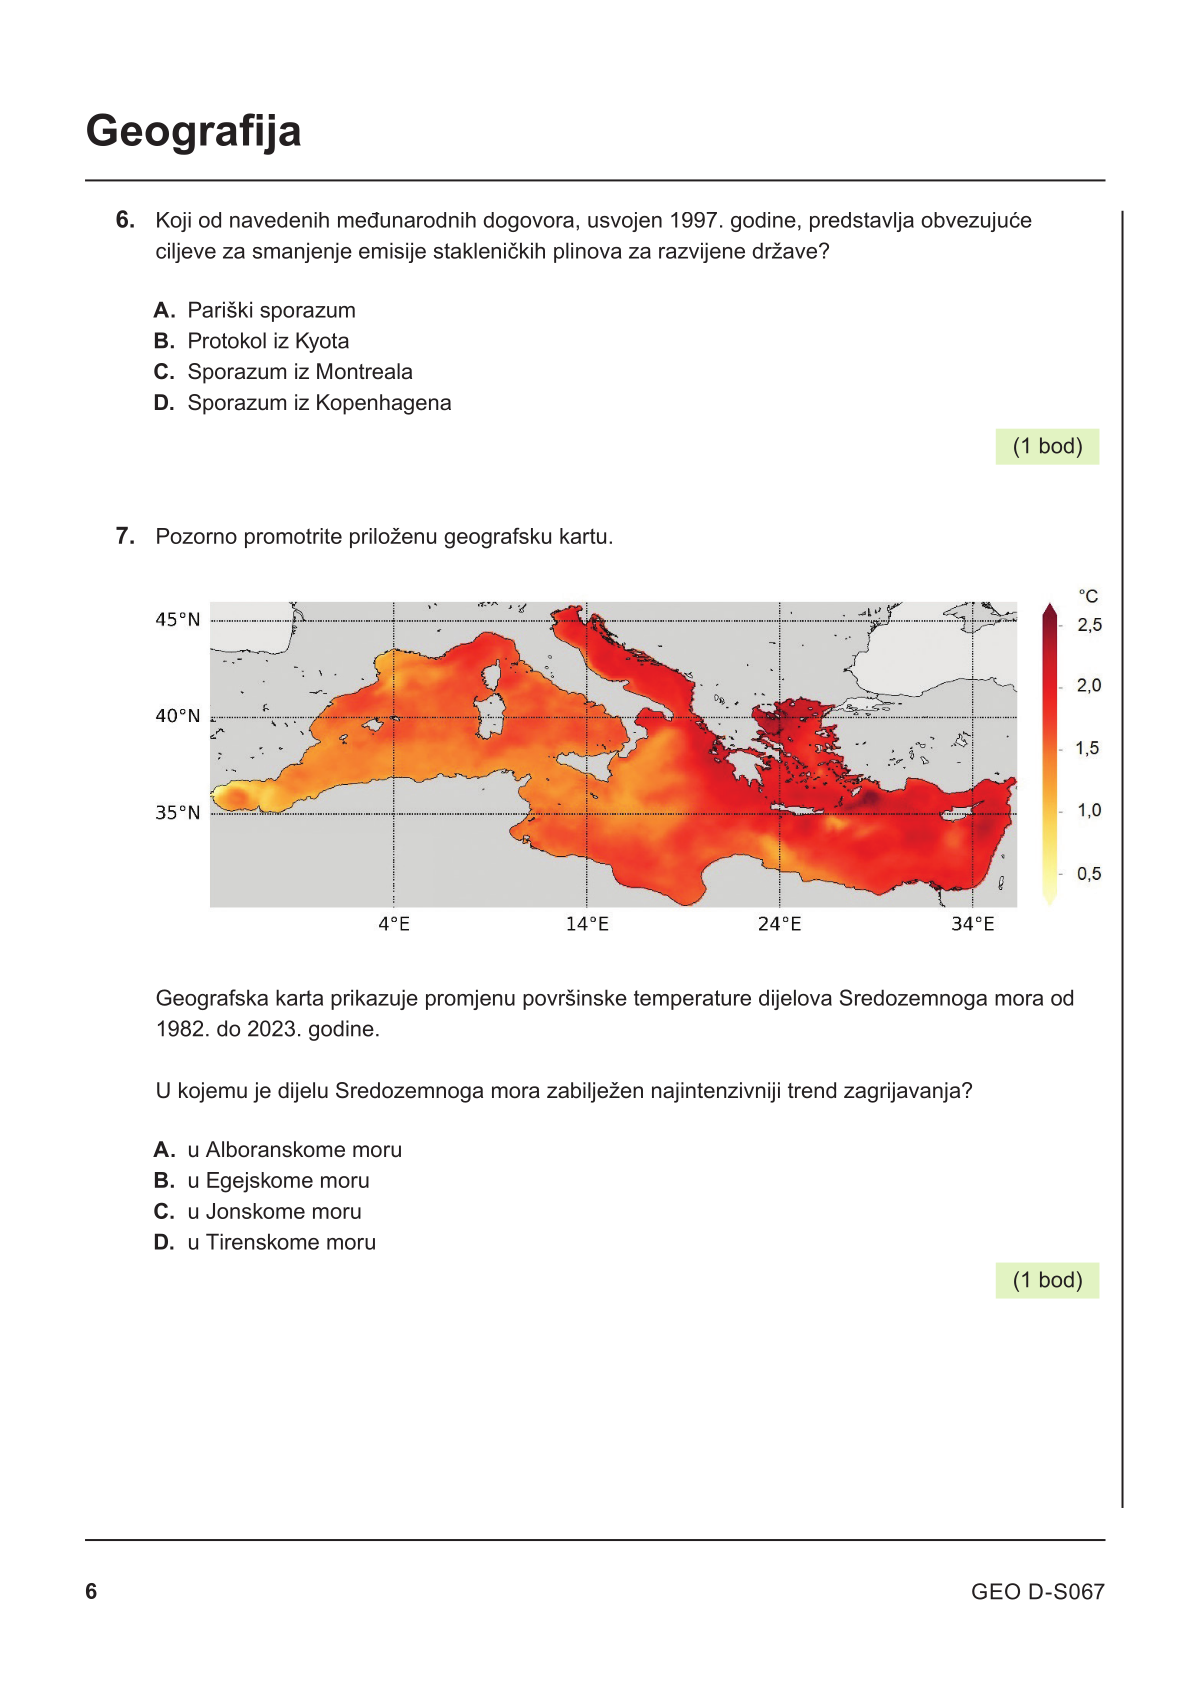 Geografija
6. Koji od navedenih međunarodnih dogovora, usvojen 1997. godine, predstavlja obvezujuće
ciljeve za smanjenje emisije stakleničkih plinova za razvijene države?
A. Pariški sporazum
B. Protokol iz Kyota
C. Sporazum iz Montreala
D. Sporazum iz Kopenhagena
(1 bod)
7. Pozorno promotrite priloženu geografsku kartu.
°C
45°N
2,5
2,0
40°N
1,5
1,0
35°N
0,5
4°E 14°E 24°E 34°E
Geografska karta prikazuje promjenu površinske temperature dijelova Sredozemnoga mora od
1982. do 2023. godine.
U kojemu je dijelu Sredozemnoga mora zabilježen najintenzivniji trend zagrijavanja?
A. u Alboranskome moru
B. u Egejskome moru
C. u Jonskome moru
D. u Tirenskome moru
(1 bod)
6
GEO D-S067